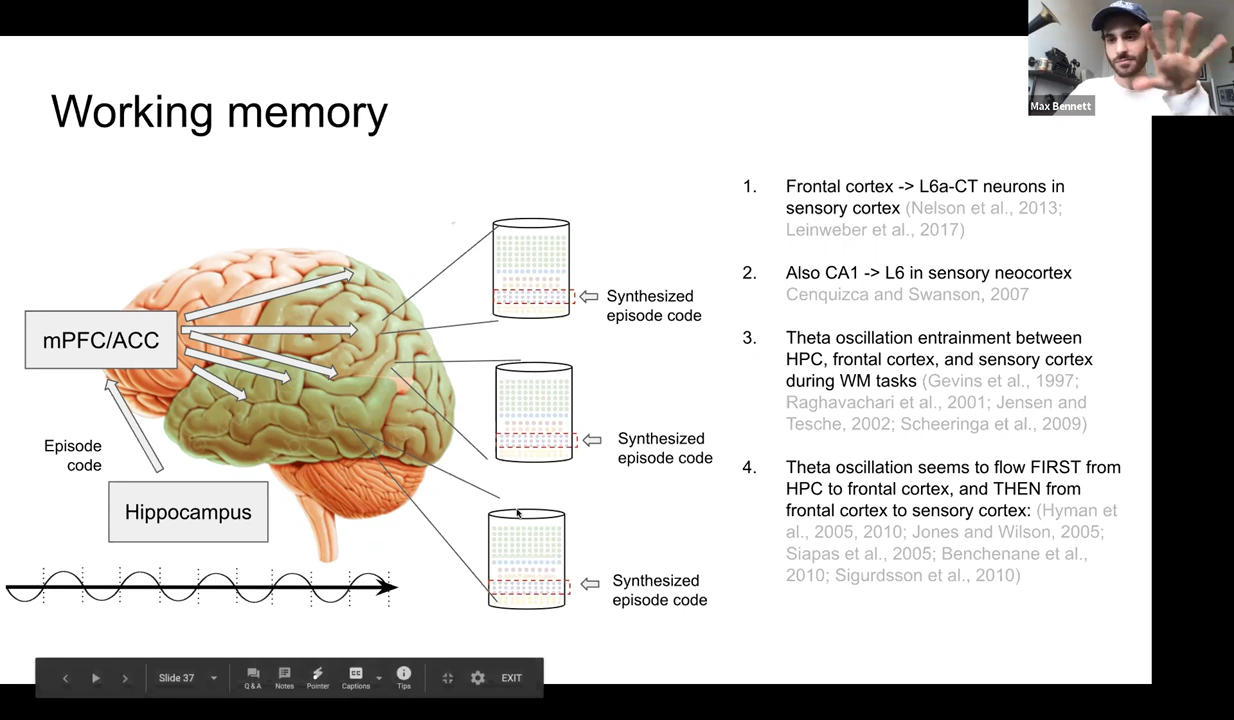 Max Bennett
Working memory
mPFC/ACC
Episode
code
Hippocampus
Synthesized
episode code
Synthesized
episode code
Synthesized
episode code
1. Frontal cortex -> L6a-CT neurons in
sensory cortex (Nelson et al., 2013;
Leinweber et al., 2017)
2. Also CA1 -> L6 in sensory neocortex
Cenquizca and Swanson, 2007
3. Theta oscillation entrainment between
HPC, frontal cortex, and sensory cortex
during WM tasks (Gevins et al., 1997;
Raghavachari et al., 2001; Jensen and
Tesche, 2002; Scheeringa et al., 2009)
4. Theta oscillation seems to flow FIRST from
HPC to frontal cortex, and THEN from
frontal cortex to sensory cortex: (Hyman et
al., 2005, 2010; Jones and Wilson, 2005;
Siapas et al., 2005; Benchenane et al.,
2010; Sigurdsson et al., 2010)
Slide 37
Q & A
Notes
Pointer
CC
Captions
Tips
EXIT